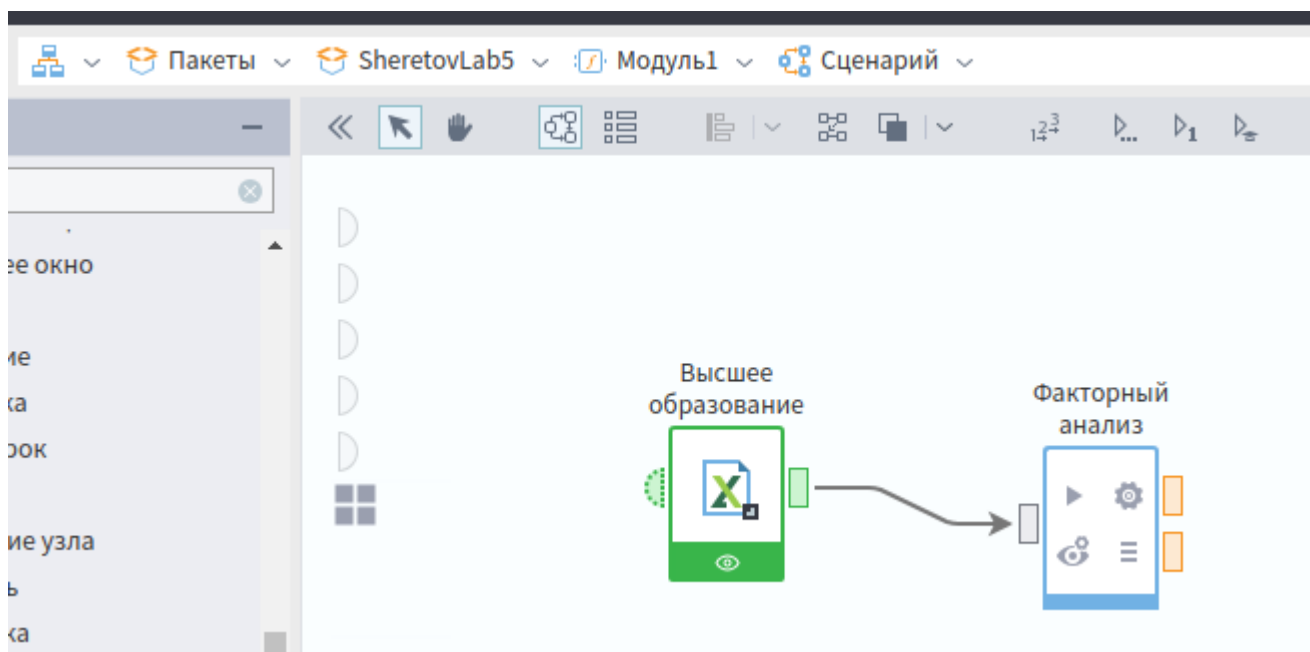 Пакеты SheretovLab5 Модуль1 Сценарий
ее окно
ие
ка
рок
ие узла
ь
ка
Высшее
образование
Факторный
анализ